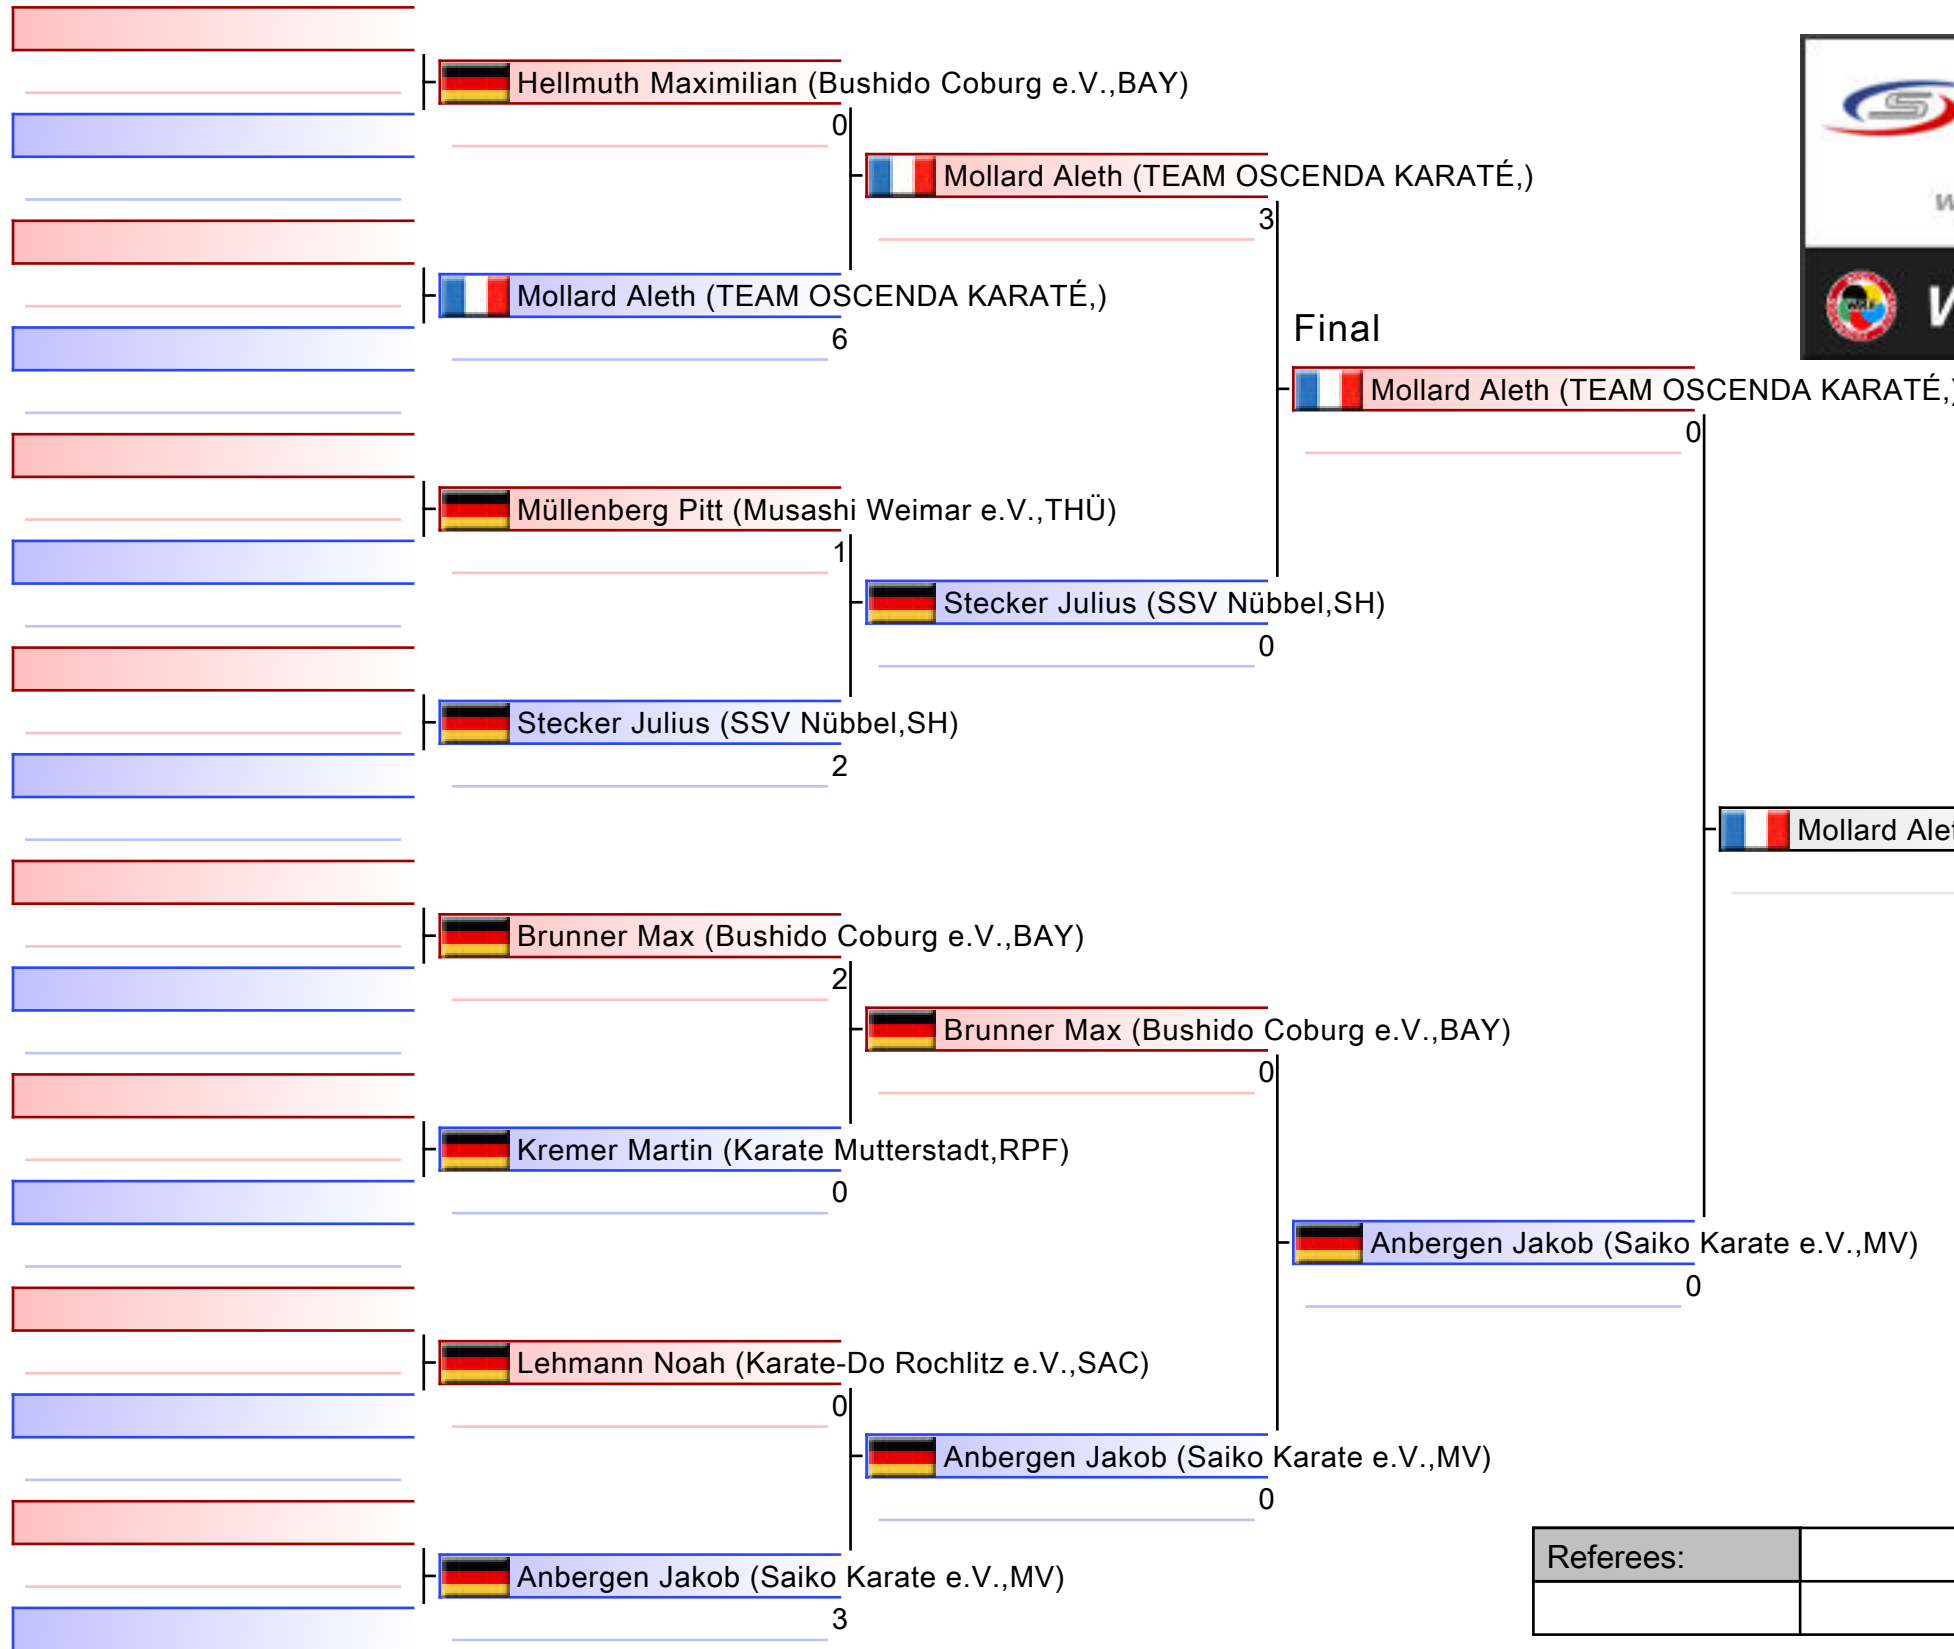 Hellmuth Maximilian (Bushido Coburg e.V.,BAY)
0
Mollard Aleth (TEAM OSCENDA KARATÉ,)
3
Mollard Aleth (TEAM OSCENDA KARATÉ,)
6
Final
Mollard Aleth (TEAM OSCENDA KARATÉ,)
0
Müllenberg Pitt (Musashi Weimar e.V.,THÜ)
1
Stecker Julius (SSV Nübbel,SH)
0
Stecker Julius (SSV Nübbel,SH)
2
Mollard Alet
Brunner Max (Bushido Coburg e.V.,BAY)
2
Brunner Max (Bushido Coburg e.V.,BAY)
0
Kremer Martin (Karate Mutterstadt,RPF)
0
Anbergen Jakob (Saiko Karate e.V.,MV)
0
Lehmann Noah (Karate-Do Rochlitz e.V.,SAC)
0
Anbergen Jakob (Saiko Karate e.V.,MV)
0
Anbergen Jakob (Saiko Karate e.V.,MV)
3
Referees: